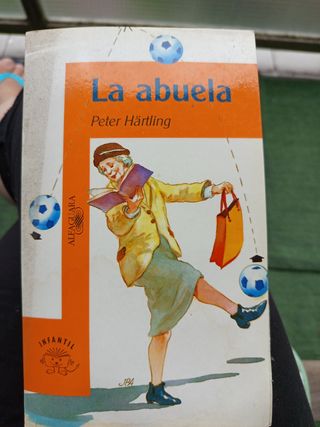 La abuela
Peter Härtling
ALFAGUARA
INFANTIL